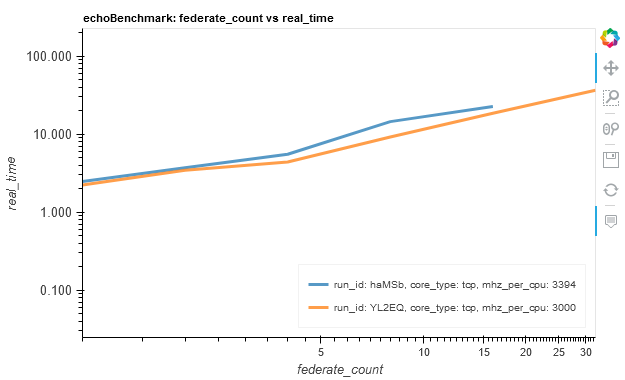 echoBenchmark: federate_count vs real_time
100.000
10.000
1.000
0.100
real_time
run_id: haMSb, core_type: tcp, mhz_per_cpu: 3394
run_id: YL2EQ, core_type: tcp, mhz_per_cpu: 3000
5
10
15
20
25
30
federate_count